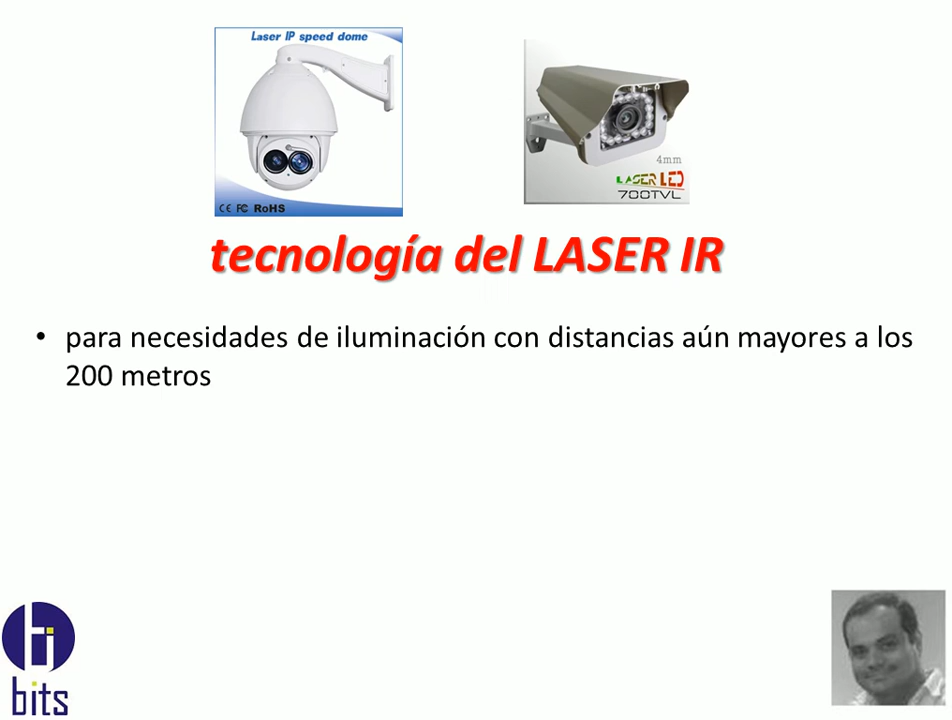 Laser IP speed dome
CE FC RoHS
4mm
LASER LED
700TVL
tecnología del LASER IR
• para necesidades de iluminación con distancias aún mayores a los
200 metros
bits